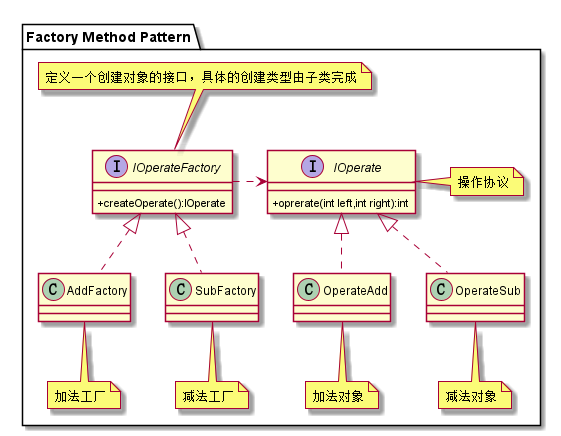 Factory Method Pattern
定义一个创建对象的接口，具体的创建类型由子类完成
I IOperateFactory
+createOperate():IOperate
I IOperate
+oprerate(int left,int right):int
操作协议
C AddFactory
C SubFactory
C OperateAdd
C OperateSub
加法工厂
减法工厂
加法对象
减法对象